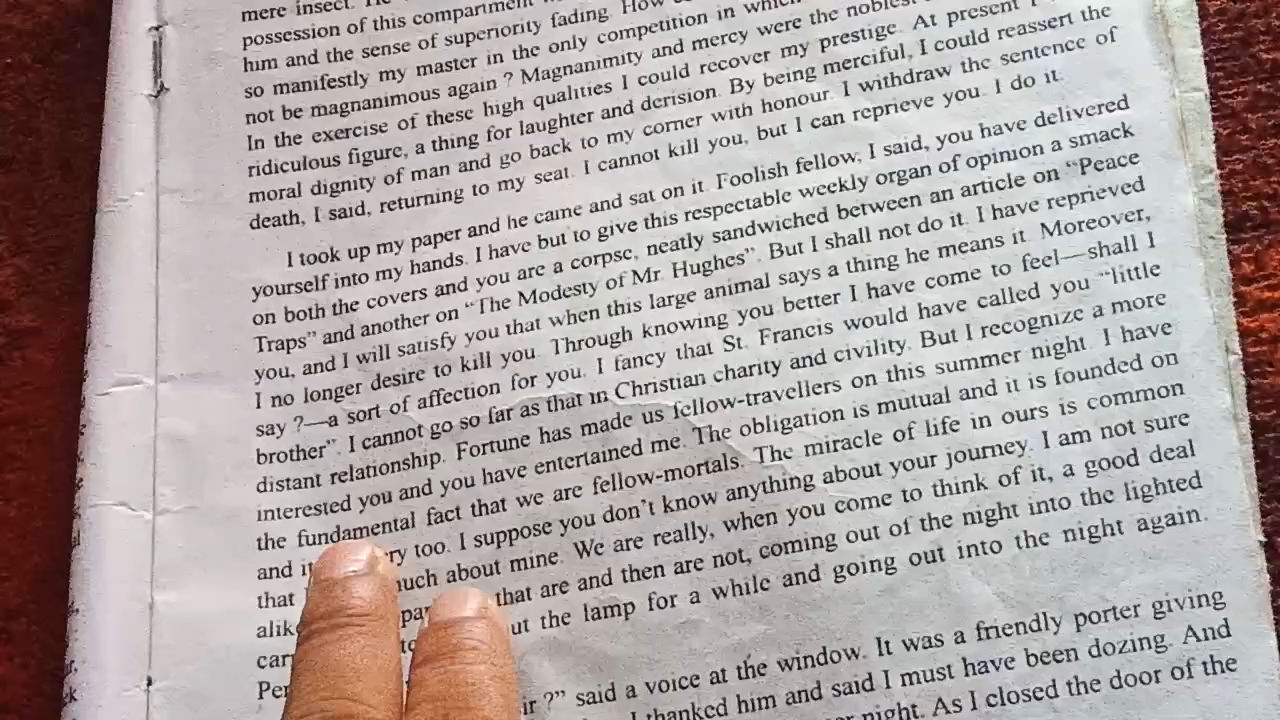 mere insect. He
possession of this compartment
him and the sense of superiority fading. How
so manifestly my master in the only competition in which
not be magnanimous again ? Magnanimity and mercy were the nobles
In the exercise of these high qualities I could recover my prestige. At present
ridiculous figure, a thing for laughter and derision. By being merciful, I could reassert the
moral dignity of man and go back to my corner with honour. I withdraw the sentence of
death, I said, returning to my seat. I cannot kill you, but I can reprieve you. I do it.
I took up my paper and he came and sat on it. Foolish fellow, I said, you have delivered
yourself into my hands. I have but to give this respectable weekly organ of opinion a smack
on both the covers and you are a corpse, neatly sandwiched between an article on “Peace
Traps” and another on “The Modesty of Mr. Hughes”. But I shall not do it. I have reprieved
you, and I will satisfy you that when this large animal says a thing he means it. Moreover,
I no longer desire to kill you. Through knowing you better I have come to feel—shall I
say ?—a sort of affection for you. I fancy that St. Francis would have called you “little
brother”. I cannot go so far as that in Christian charity and civility. But I recognize a more
distant relationship. Fortune has made us fellow-travellers on this summer night. I have
interested you and you have entertained me. The obligation is mutual and it is founded on
the fundamental fact that we are fellow-mortals. The miracle of life in ours is common
and ry too. I suppose you don’t know anything about your journey. I am not sure
that much about mine. We are really, when you come to think of it, a good deal
alik that are and then are not, coming out of the night into the lighted
car ut the lamp for a while and going out into the night again.
Per
ir ?” said a voice at the window. It was a friendly porter giving
I thanked him and said I must have been dozing. And
night. As I closed the door of the